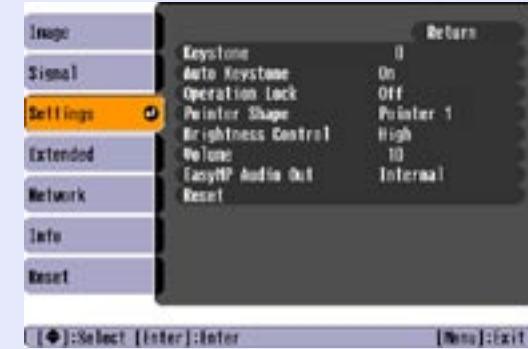 Image
Signal
Settings
Extended
Network
Info
Reset
Return
Keystone 0
Auto Keystone On
Operation Lock Off
Pointer Shape Pointer 1
Brightness Control High
Volume 10
EasyMP Audio Out Internal
Reset
[◆]:Select [Enter]:Enter [Menu]:Exit